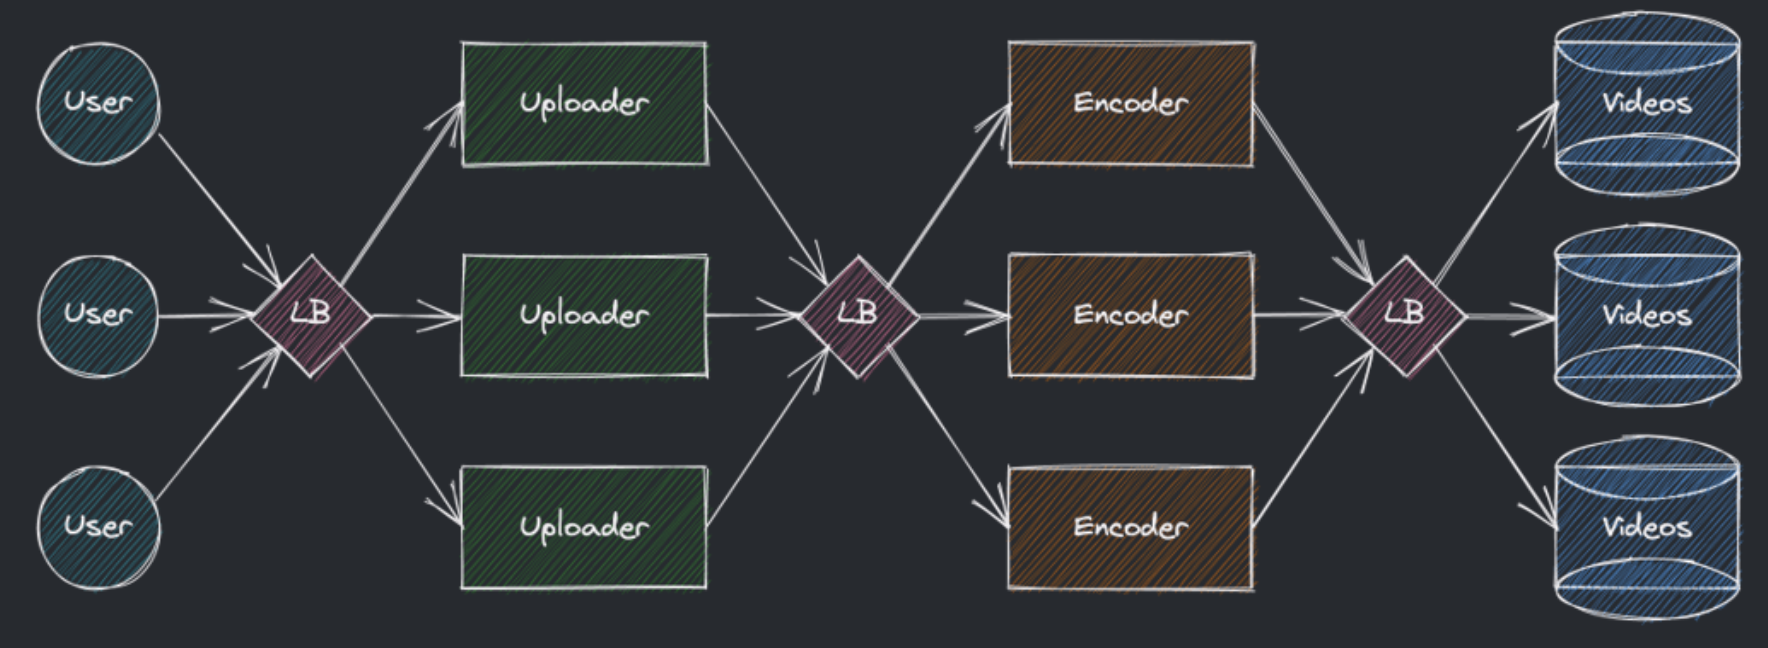 User
Uploader
Encoder
Videos
User
LB
Uploader
LB
Encoder
LB
Videos
User
Uploader
Encoder
Videos